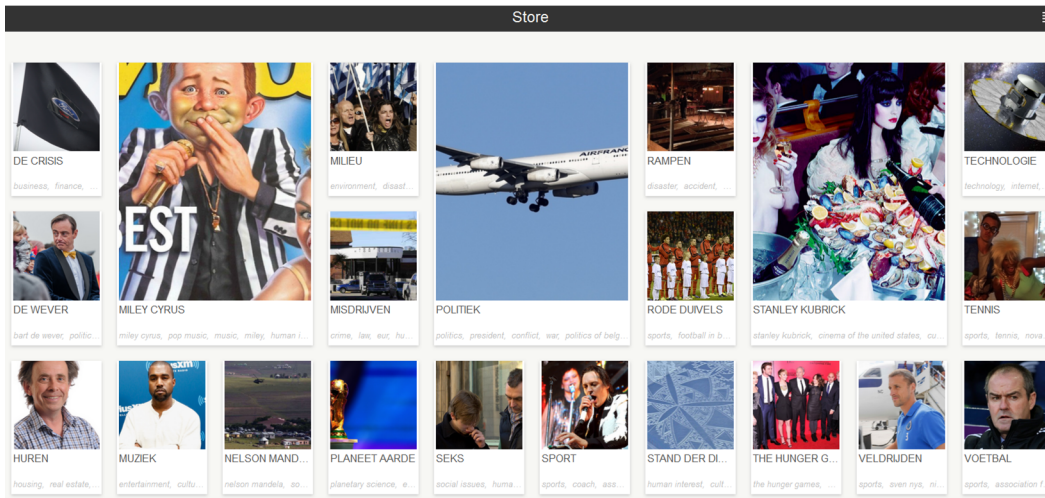 Store
DE CRISIS
business, finance, ...
BEST
MILEY CYRUS
miley cyrus, pop music, music, miley, human i...
MILIEU
environment, disast...
AIRFRANC
POLITIEK
politics, president, conflict, war, politics of belg...
RAMPEN
disaster, accident, ...
STANLEY KUBRICK
stanley kubrick, cinema of the united states, cu...
TECHNOLOGIE
technology, internet,
DE WEVER
bart de wever, politic...
MISDRIJVEN
crime, law, eur, hu...
RODE DUIVELS
sports, football in b...
TENNIS
sports, tennis, nova
HUREN
housing, real estate,...
MUZIEK
entertainment, cultu...
NELSON MAND...
nelson mandela, so...
PLANEET AARDE
planetary science, e...
SEKS
social issues, huma...
SPORT
sports, coach, ass...
STAND DER DI...
human interest, cult...
THE HUNGER G...
the hunger games, ...
VELDRIJDEN
sports, sven nys, ni...
VOETBAL
sports, association f